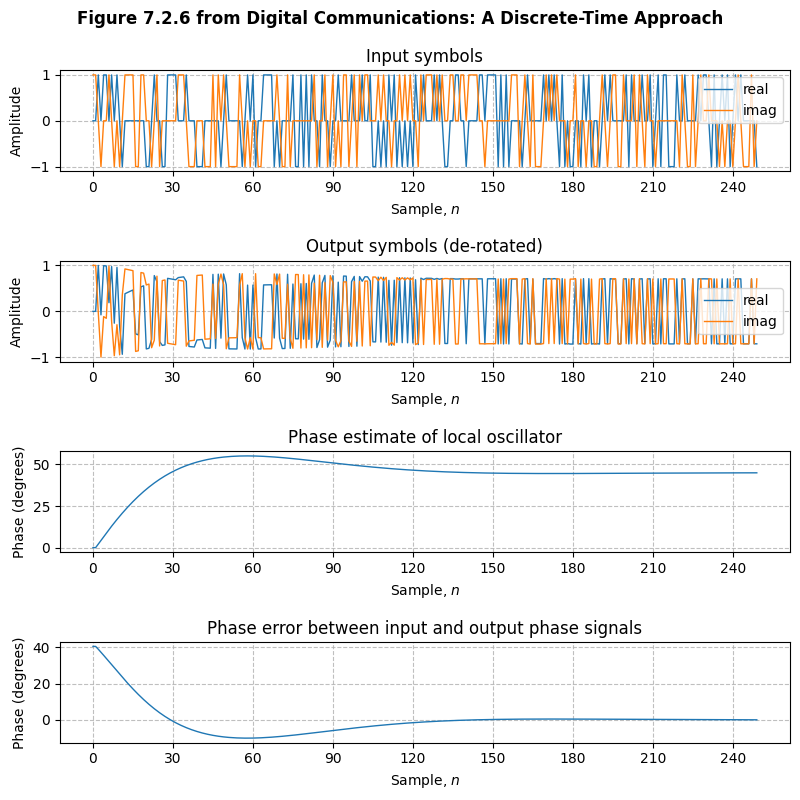 Figure 7.2.6 from Digital Communications: A Discrete-Time Approach
Input symbols
Amplitude
1
0
−1
real
imag
0 30 60 90 120 150 180 210 240
Sample, n
Output symbols (de-rotated)
Amplitude
1
0
−1
real
imag
0 30 60 90 120 150 180 210 240
Sample, n
Phase estimate of local oscillator
Phase (degrees)
50
25
0
0 30 60 90 120 150 180 210 240
Sample, n
Phase error between input and output phase signals
Phase (degrees)
40
20
0
0 30 60 90 120 150 180 210 240
Sample, n